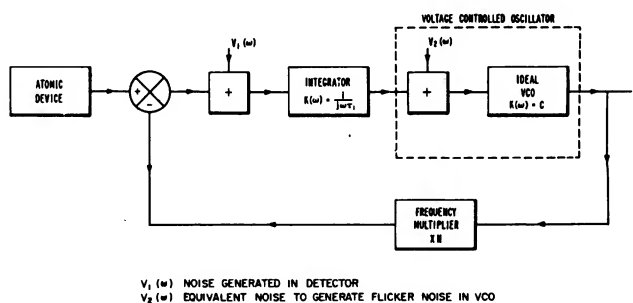 VOLTAGE CONTROLLED OSCILLATOR
V₁(ω)
V₂(ω)
ATOMIC
DEVICE
+
-
+
INTEGRATOR
K(ω) = 1/jωτ₁
+
IDEAL
VCO
K(ω) = C
FREQUENCY
MULTIPLIER
X N
V₁(ω) NOISE GENERATED IN DETECTOR
V₂(ω) EQUIVALENT NOISE TO GENERATE FLICKER NOISE IN VCO